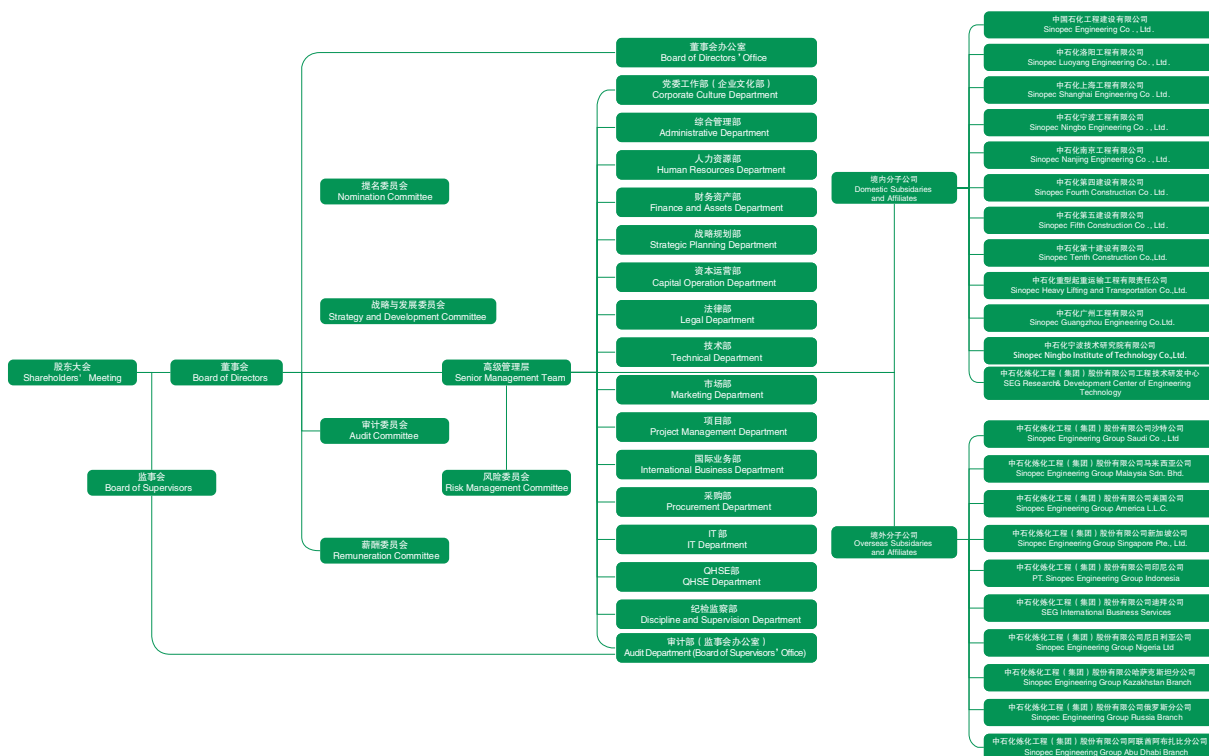 股东大会
Shareholders' Meeting
董事会
Board of Directors
监事会
Board of Supervisors
提名委员会
Nomination Committee
战略与发展委员会
Strategy and Development Committee
审计委员会
Audit Committee
薪酬委员会
Remuneration Committee
高级管理层
Senior Management Team
风险委员会
Risk Management Committee
董事会办公室
Board of Directors' Office
党委工作部（企业文化部）
Corporate Culture Department
综合管理部
Administrative Department
人力资源部
Human Resources Department
财务资产部
Finance and Assets Department
战略规划部
Strategic Planning Department
资本运营部
Capital Operation Department
法律部
Legal Department
技术部
Technical Department
市场部
Marketing Department
项目部
Project Management Department
国际业务部
International Business Department
采购部
Procurement Department
IT部
IT Department
QHSE部
QHSE Department
纪检监察部
Discipline and Supervision Department
审计部（监事会办公室）
Audit Department (Board of Supervisors' Office)
境内分子公司
Domestic Subsidaries
and Affiliates
境外分子公司
Overseas Subsidaries
and Affiliates
中国石化工程建设有限公司
Sinopec Engineering Co . , Ltd.
中石化洛阳工程有限公司
Sinopec Luoyang Engineering Co . , Ltd.
中石化上海工程有限公司
Sinopec Shanghai Engineering Co . Ltd.
中石化宁波工程有限公司
Sinopec Ningbo Engineering Co . , Ltd.
中石化南京工程有限公司
Sinopec Nanjing Engineering Co . , Ltd.
中石化第四建设有限公司
Sinopec Fourth Construction Co . Ltd.
中石化第五建设有限公司
Sinopec Fifth Construction Co . , Ltd.
中石化第十建设有限公司
Sinopec Tenth Construction Co.,Ltd.
中石化重型起重运输工程有限责任公司
Sinopec Heavy Lifting and Transportation Co.,Ltd.
中石化广州工程有限公司
Sinopec Guangzhou Engineering Co.Ltd.
中石化宁波技术研究院有限公司
Sinopec Ningbo Institute of Technology Co.,Ltd.
中石化炼化工程（集团）股份有限公司工程技术研发中心
SEG Research& Development Center of Engineering
Technology
中石化炼化工程（集团）股份有限公司沙特公司
Sinopec Engineering Group Saudi Co ., Ltd
中石化炼化工程（集团）股份有限公司马来西亚公司
Sinopec Engineering Group Malaysia Sdn. Bhd.
中石化炼化工程（集团）股份有限公司美国公司
Sinopec Engineering Group America L.L.C.
中石化炼化工程（集团）股份有限公司新加坡公司
Sinopec Engineering Group Singapore Pte., Ltd.
中石化炼化工程（集团）股份有限公司印尼公司
PT. Sinopec Engineering Group Indonesia
中石化炼化工程（集团）股份有限公司迪拜公司
SEG International Business Services
中石化炼化工程（集团）股份有限公司尼日利亚公司
Sinopec Engineering Group Nigeria Ltd
中石化炼化工程（集团）股份有限公哈萨克斯坦分公司
Sinopec Engineering Group Kazakhstan Branch
中石化炼化工程（集团）股份有限公司俄罗斯分公司
Sinopec Engineering Group Russia Branch
中石化炼化工程（集团）股份有限公司阿联酋阿布扎比分公司
Sinopec Engineering Group Abu Dhabi Branch